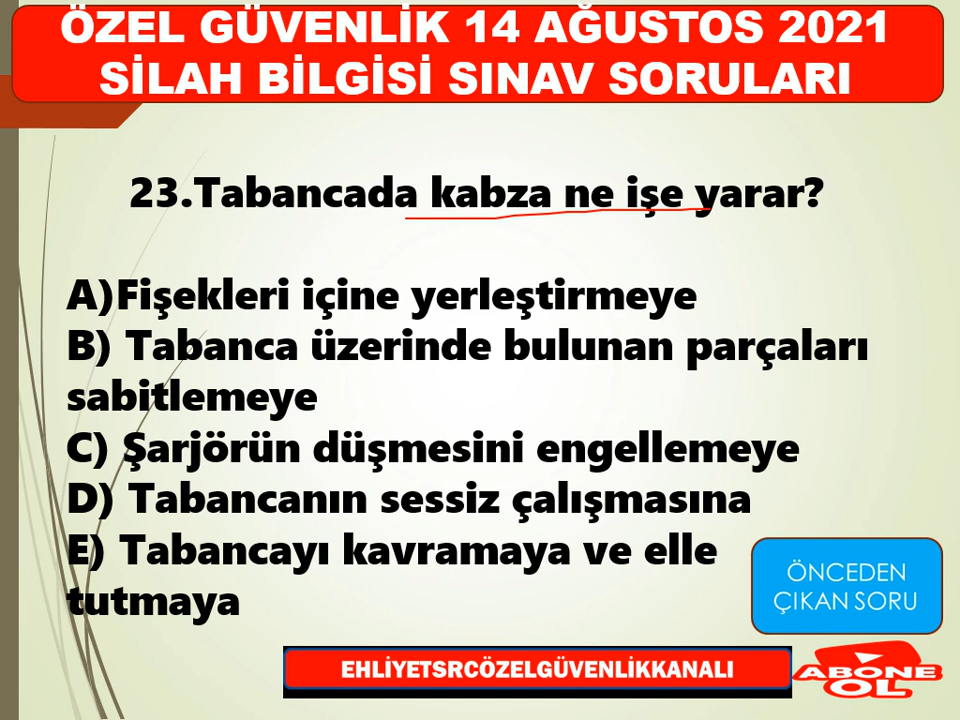 ÖZEL GÜVENLİK 14 AĞUSTOS 2021
SİLAH BİLGİSİ SINAV SORULARI
23.Tabancada kabza ne işe yarar?
A)Fişekleri içine yerleştirmeye
B) Tabanca üzerinde bulunan parçaları
sabitlemeye
C) Şarjörün düşmesini engellemeye
D) Tabancanın sessiz çalışmasına
E) Tabancayı kavramaya ve elle
tutmaya
ÖNCEDEN
ÇIKAN SORU
EHLİYETSRCÖZELGÜVENLİKKANALI
ABONE
OL